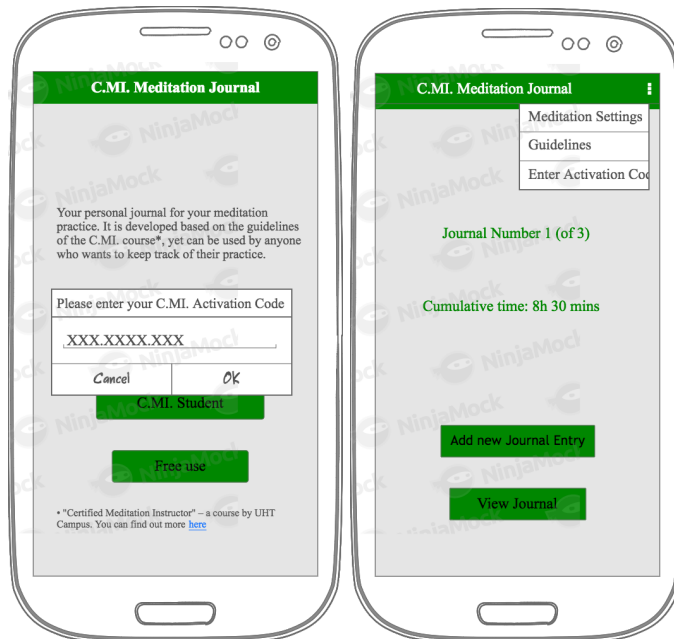 C.MI. Meditation Journal
Your personal journal for your meditation
practice. It is developed based on the guidelines
of the C.MI. course*, yet can be used by anyone
who wants to keep track of their practice.
Please enter your C.MI. Activation Code
XXX.XXXX.XXX
Cancel
OK
C.MI. Student
Free use
• "Certified Meditation Instructor" – a course by UHT
Campus. You can find out more here
C.MI. Meditation Journal
Meditation Settings
Guidelines
Enter Activation Cod
Journal Number 1 (of 3)
Cumulative time: 8h 30 mins
Add new Journal Entry
View Journal
NinjaMock